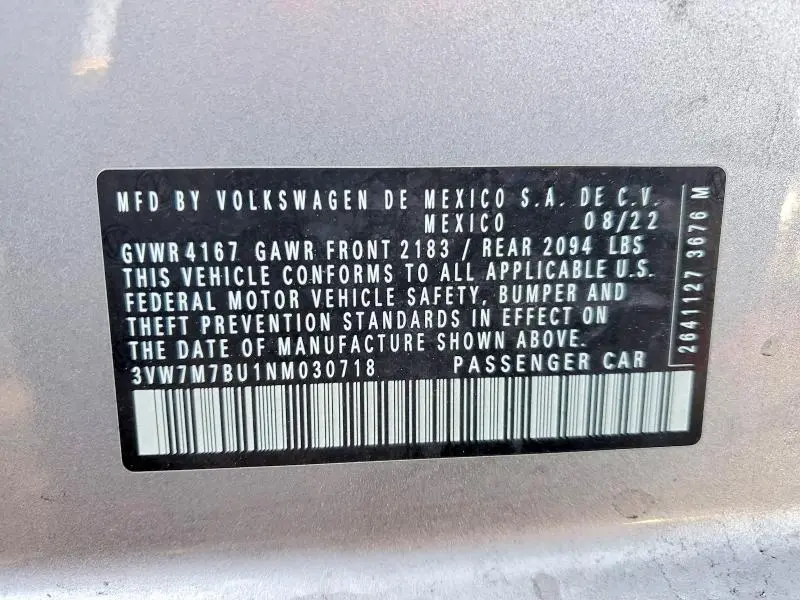 MFD BY VOLKSWAGEN DE MEXICO S.A. DE C.V.
MEXICO 08/22
GVWR 4167 GAWR FRONT 2183 / REAR 2094 LBS
THIS VEHICLE CONFORMS TO ALL APPLICABLE U.S.
FEDERAL MOTOR VEHICLE SAFETY, BUMPER AND
THEFT PREVENTION STANDARDS IN EFFECT ON
THE DATE OF MANUFACTURE SHOWN ABOVE.
3VW7M7BU1NM030718 PASSENGER CAR
2641127 3676 M